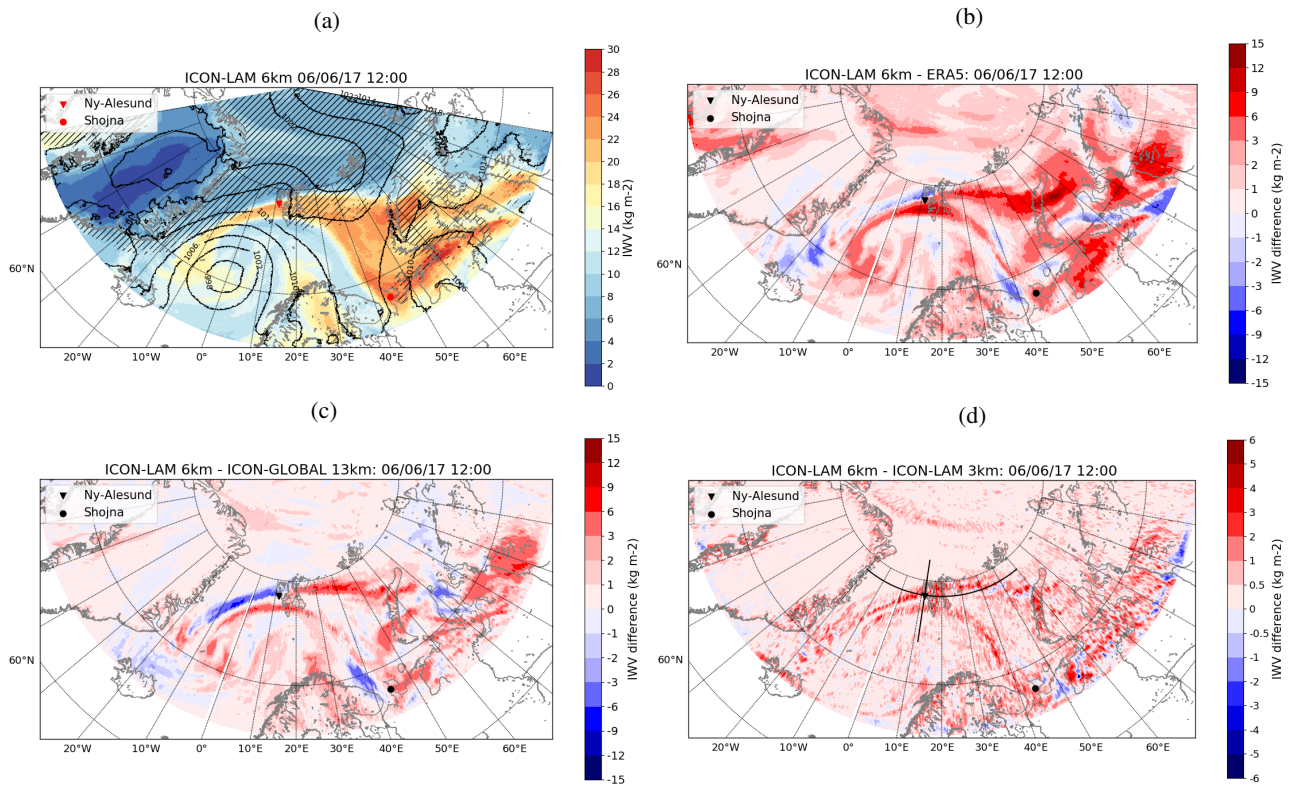 (a)
ICON-LAM 6km 06/06/17 12:00
Ny-Alesund
Shojna
60°N
20°W 10°W 0° 10°E 20°E 30°E 40°E 50°E 60°E
30
28
26
24
22
20
18
16
14
12
10
8
6
4
2
0
IWV (kg m-2)
(b)
ICON-LAM 6km - ERA5: 06/06/17 12:00
Ny-Alesund
Shojna
60°N
20°W 10°W 0° 10°E 20°E 30°E 40°E 50°E 60°E
15
12
9
6
3
2
1
0
-1
-2
-3
-6
-9
-12
-15
IWV difference (kg m-2)
(c)
ICON-LAM 6km - ICON-GLOBAL 13km: 06/06/17 12:00
Ny-Alesund
Shojna
60°N
20°W 10°W 0° 10°E 20°E 30°E 40°E 50°E 60°E
15
12
9
6
3
2
1
0
-1
-2
-3
-6
-9
-12
-15
IWV difference (kg m-2)
(d)
ICON-LAM 6km - ICON-LAM 3km: 06/06/17 12:00
Ny-Alesund
Shojna
60°N
20°W 10°W 0° 10°E 20°E 30°E 40°E 50°E 60°E
6
5
4
3
2
1
0.5
0
-0.5
-1
-2
-3
-4
-5
-6
IWV difference (kg m-2)